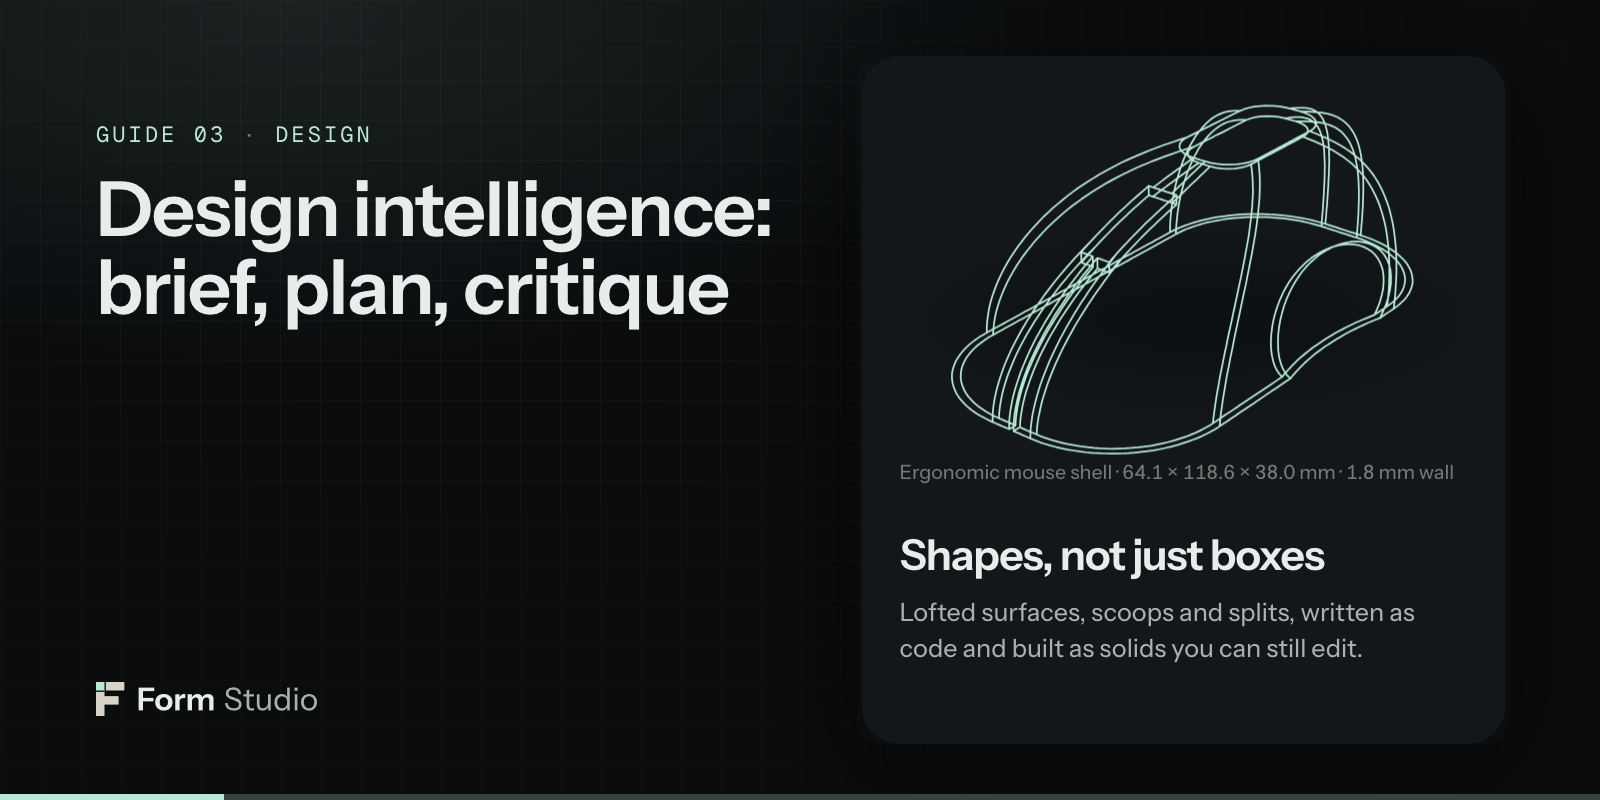 GUIDE 03 · DESIGN
Design intelligence:
brief, plan, critique
Form Studio
Ergonomic mouse shell · 64.1 × 118.6 × 38.0 mm · 1.8 mm wall
Shapes, not just boxes
Lofted surfaces, scoops and splits, written as
code and built as solids you can still edit.